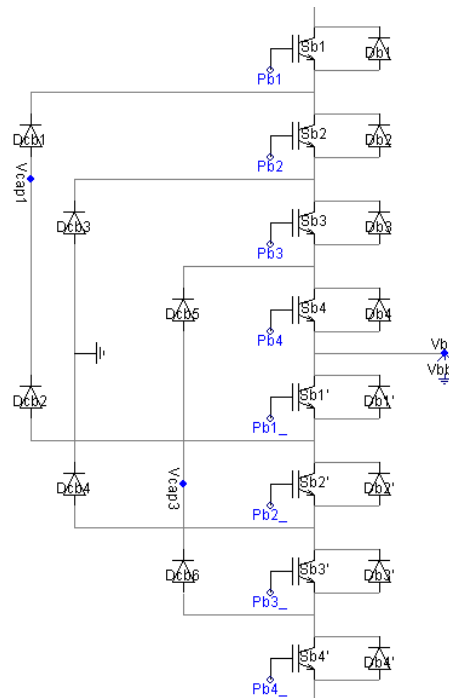 Sb1
Db1
Pb1
Dcb1
Sb2
Db2
Pb2
Vcap1
Dcb3
Sb3
Db3
Pb3
Dcb5
Sb4
Db4
Pb4
Vb
Vbb
Dcb2
Sb1'
Db1'
Pb1_
Dcb4
Vcap3
Sb2'
Db2'
Pb2_
Dcb6
Sb3'
Db3'
Pb3_
Sb4'
Db4'
Pb4_